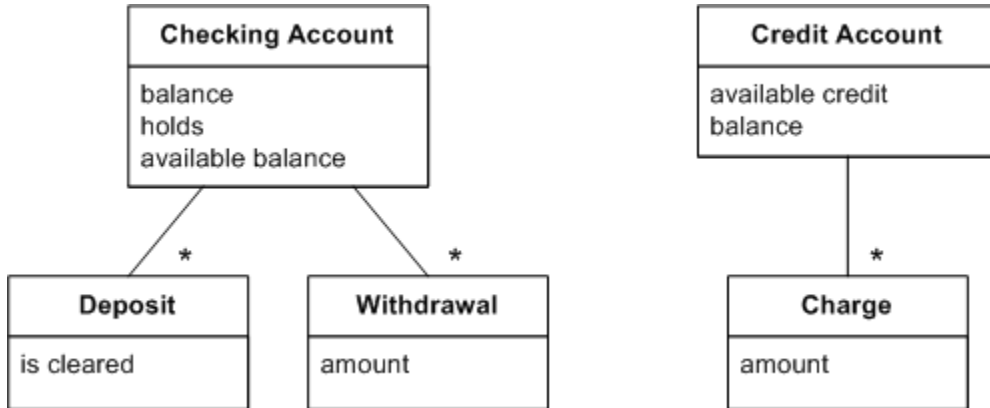 Checking Account
balance
holds
available balance
Credit Account
available credit
balance
*
*
*
Deposit
is cleared
Withdrawal
amount
Charge
amount